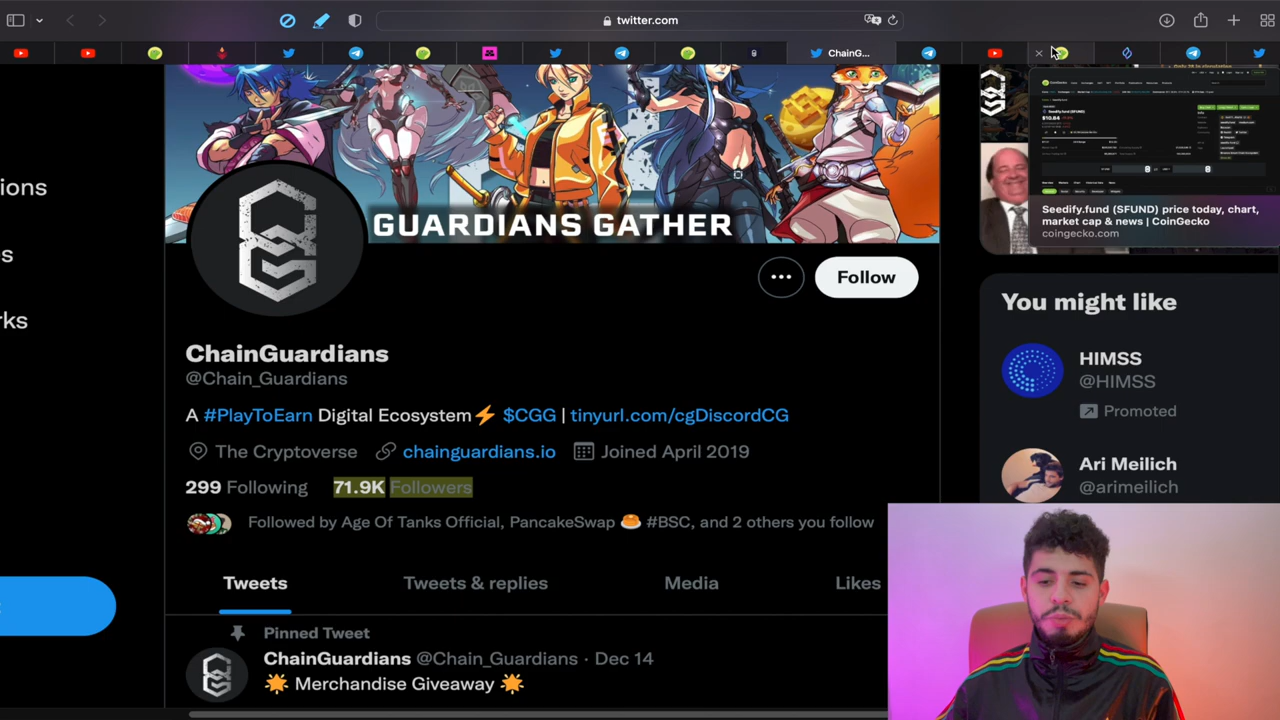 twitter.com
ChainG...
GUARDIANS GATHER
Seedify.fund (SFUND) price today, chart,
market cap & news | CoinGecko
coingecko.com
Follow
You might like
HIMSS
@HIMSS
Promoted
Ari Meilich
@arimeilich
ions
s
rks
ChainGuardians
@Chain_Guardians
A #PlayToEarn Digital Ecosystem⚡ $CGG | tinyurl.com/cgDiscordCG
The Cryptoverse chainguardians.io Joined April 2019
299 Following 71.9K Followers
Followed by Age Of Tanks Official, PancakeSwap 🥞 #BSC, and 2 others you follow
Tweets Tweets & replies Media Likes
Pinned Tweet
ChainGuardians @Chain_Guardians · Dec 14
🌟 Merchandise Giveaway 🌟